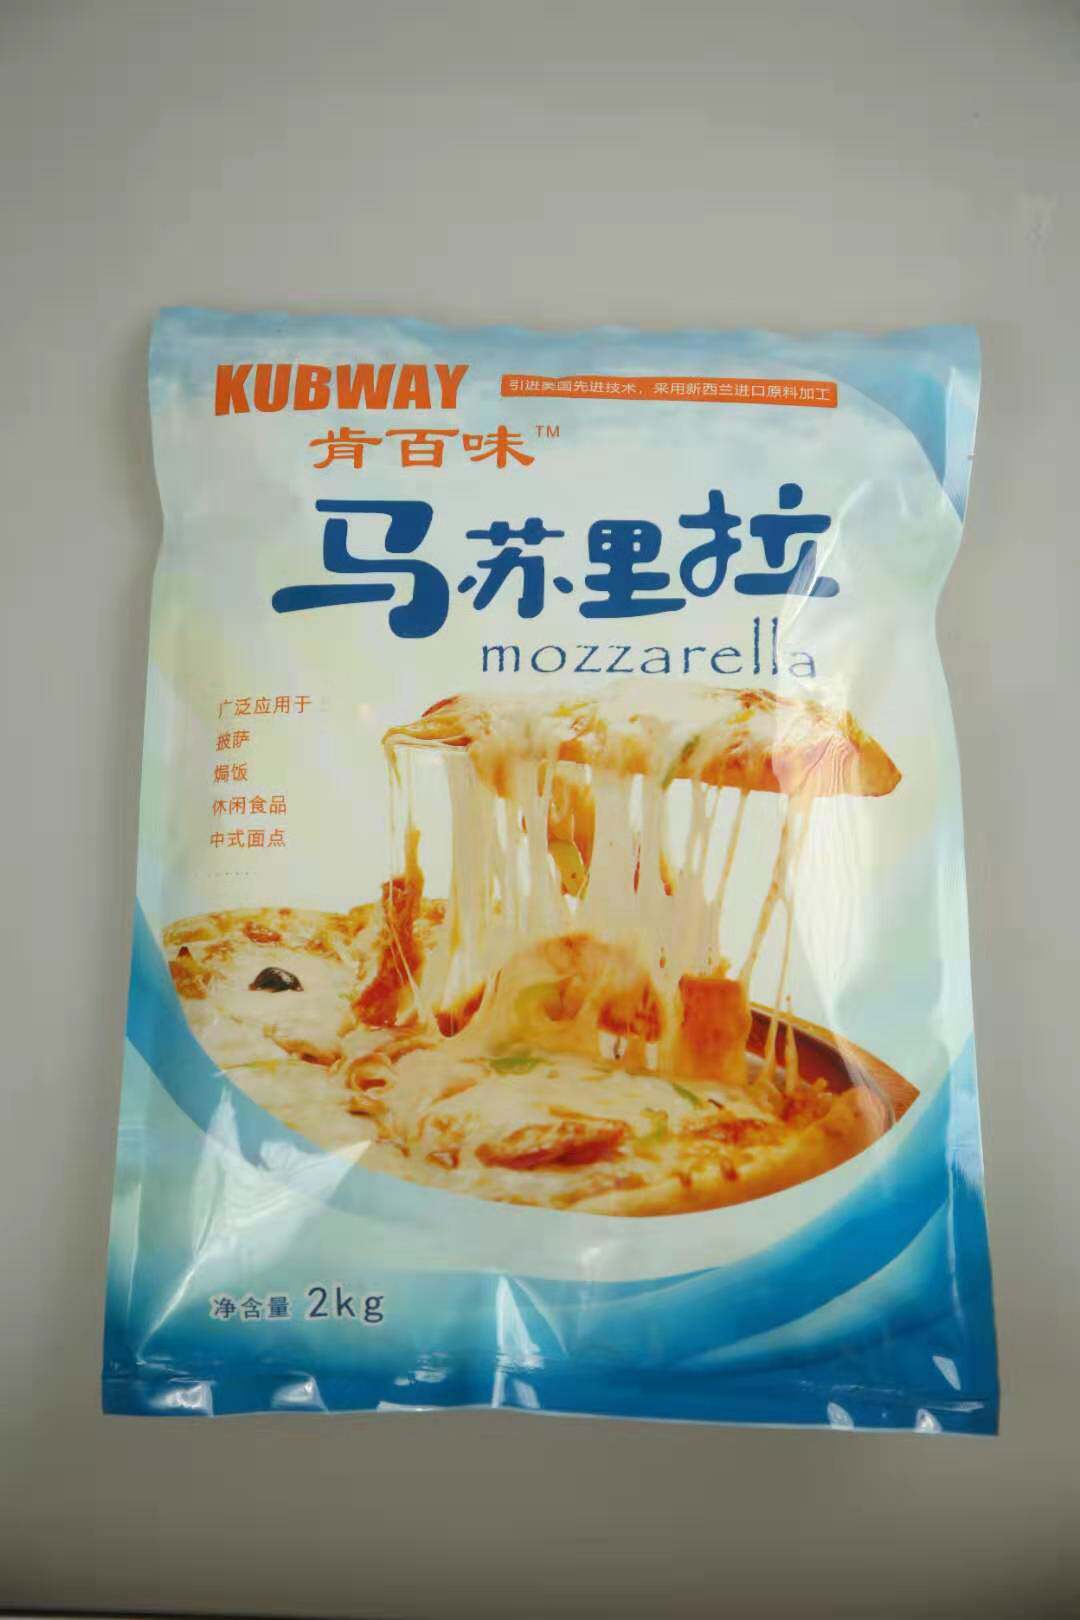 KUBWAY
引进美国先进技术，采用新西兰进口原料加工
肯百味™
马苏里拉
mozzarella
广泛应用于
披萨
焗饭
休闲食品
中式面点
......
净含量 2kg